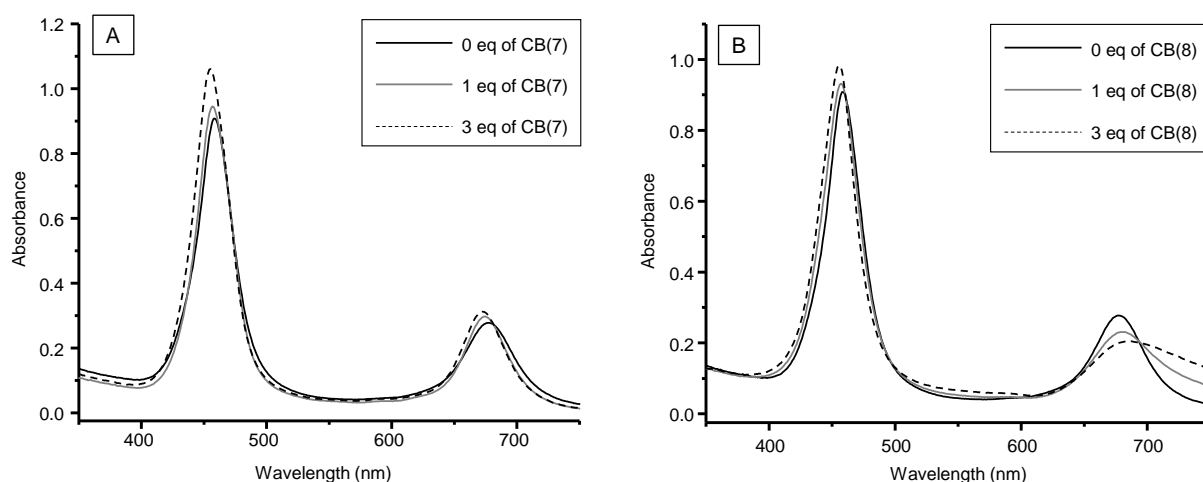 A
0 eq of CB(7)
1 eq of CB(7)
3 eq of CB(7)
1.2
1.0
0.8
0.6
0.4
0.2
0.0
Absorbance
400
500
600
700
Wavelength (nm)
B
0 eq of CB(8)
1 eq of CB(8)
3 eq of CB(8)
1.0
0.8
0.6
0.4
0.2
0.0
Absorbance
400
500
600
700
Wavelength (nm)